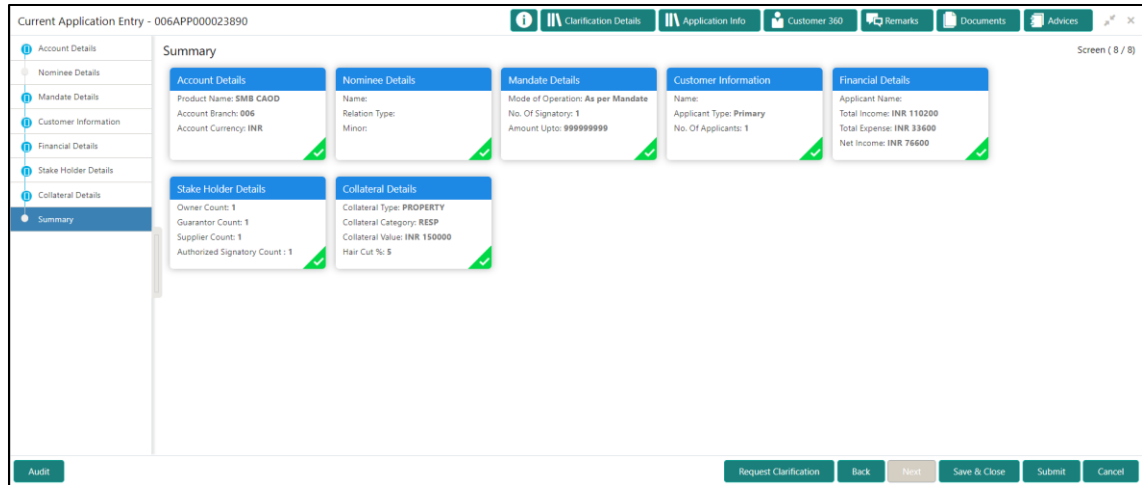 Current Application Entry - 006APP000023890
Clarification Details
Application Info
Customer 360
Remarks
Documents
Advices
Account Details
Nominee Details
Mandate Details
Customer Information
Financial Details
Stake Holder Details
Collateral Details
Summary
Summary
Screen ( 8 / 8)
Account Details
Product Name: SMB CAOD
Account Branch: 006
Account Currency: INR
Nominee Details
Name:
Relation Type:
Minor:
Mandate Details
Mode of Operation: As per Mandate
No. Of Signatory: 1
Amount Upto: 999999999
Customer Information
Name:
Applicant Type: Primary
No. Of Applicants: 1
Financial Details
Applicant Name:
Total Income: INR 110200
Total Expense: INR 33600
Net Income: INR 76600
Stake Holder Details
Owner Count: 1
Guarantor Count: 1
Supplier Count: 1
Authorized Signatory Count : 1
Collateral Details
Collateral Type: PROPERTY
Collateral Category: RESP
Collateral Value: INR 150000
Hair Cut %: 5
Audit
Request Clarification
Back
Next
Save & Close
Submit
Cancel